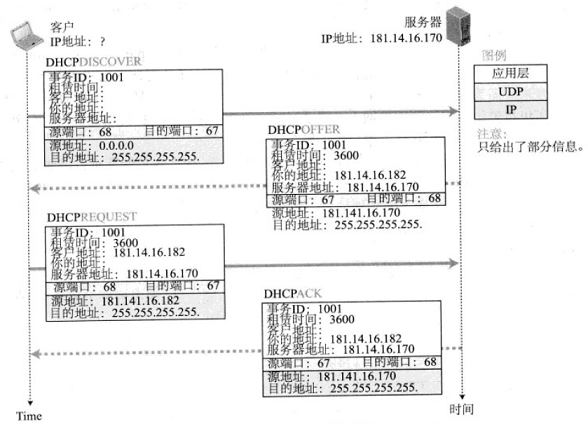 客户
IP地址：?
服务器
IP地址：181.14.16.170
图例
应用层
UDP
IP
注意：
只给出了部分信息。
DHCPDISCOVER
事务ID：1001
租赁时间：
客户地址：
你的地址：
服务器地址：
源端口：68 目的端口：67
源地址：0.0.0.0
目的地址：255.255.255.255.
DHCPOFFER
事务ID：1001
租赁时间：3600
客户地址：
你的地址：181.14.16.182
服务器地址：181.14.16.170
源端口：67 目的端口：68
源地址：181.141.16.170
目的地址：255.255.255.255.
DHCPREQUEST
事务ID：1001
租赁时间：3600
客户地址：181.14.16.182
你的地址：
服务器地址：181.14.16.170
源端口：68 目的端口：67
源地址：181.141.16.182
目的地址：255.255.255.255.
DHCPACK
事务ID：1001
租赁时间：3600
客户地址：
你的地址：181.14.16.182
服务器地址：181.14.16.170
源端口：67 目的端口：68
源地址：181.141.16.170
目的地址：255.255.255.255.
Time
时间